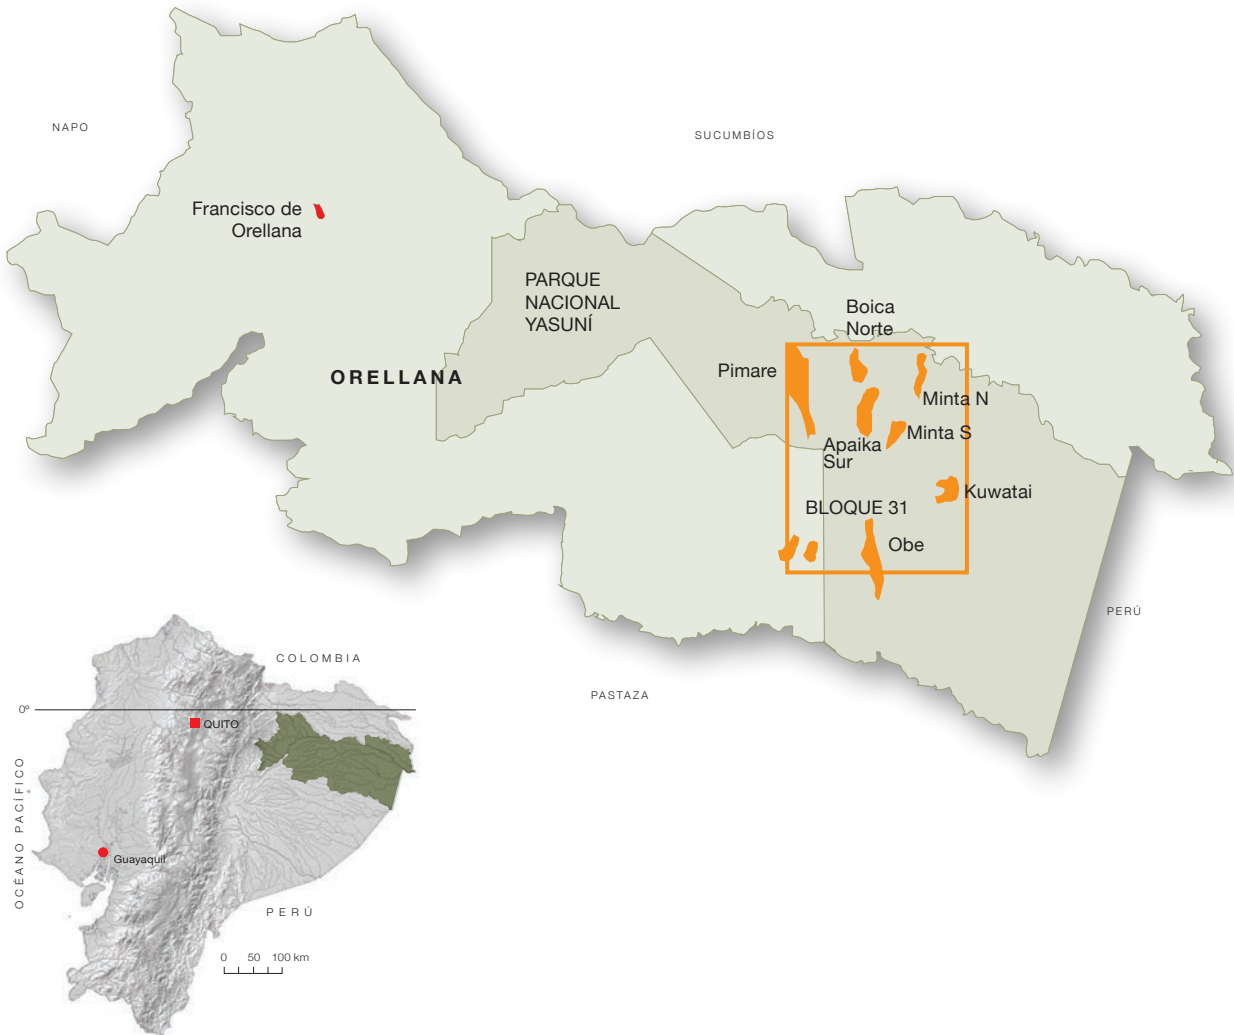 NAPO
SUCUMBÍOS
Francisco de
Orellana
PARQUE
NACIONAL
YASUNÍ
ORELLANA
Boica
Norte
Pimare
Minta N
Minta S
Apaika
Sur
Kuwatai
BLOQUE 31
Obe
PERÚ
PASTAZA
COLOMBIA
0º
QUITO
OCÉANO PACÍFICO
Guayaquil
PERÚ
0 50 100 km